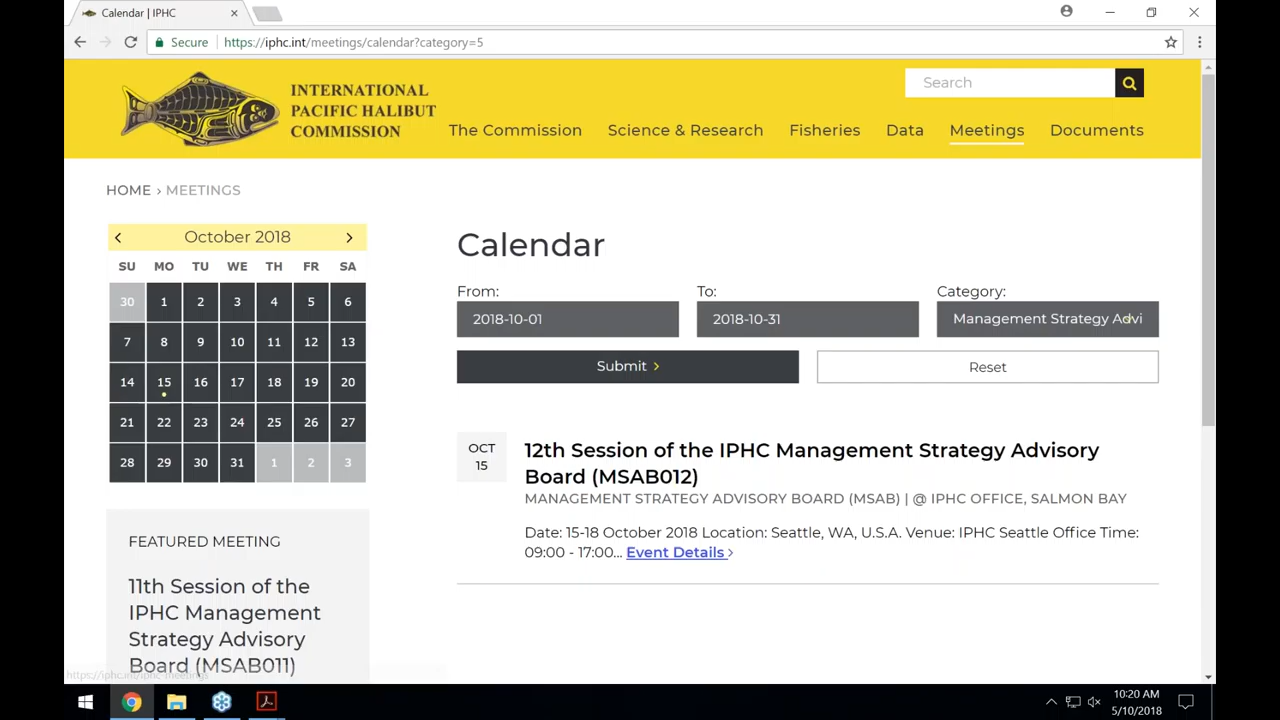 Calendar | IPHC
Secure
https://iphc.int/meetings/calendar?category=5
INTERNATIONAL
PACIFIC HALIBUT
COMMISSION
Search
The Commission Science & Research Fisheries Data Meetings Documents
HOME › MEETINGS
October 2018
SU MO TU WE TH FR SA
30 1 2 3 4 5 6
7 8 9 10 11 12 13
14 15 16 17 18 19 20
21 22 23 24 25 26 27
28 29 30 31 1 2 3
FEATURED MEETING
11th Session of the
IPHC Management
Strategy Advisory
Board (MSAB011)
Calendar
From: To: Category:
2018-10-01 2018-10-31 Management Strategy Advi
Submit › Reset
OCT
15
12th Session of the IPHC Management Strategy Advisory
Board (MSAB012)
MANAGEMENT STRATEGY ADVISORY BOARD (MSAB) | @ IPHC OFFICE, SALMON BAY
Date: 15-18 October 2018 Location: Seattle, WA, U.S.A. Venue: IPHC Seattle Office Time:
09:00 - 17:00... Event Details ›
https://iphc.int/iphc-meetings
10:20 AM
5/10/2018